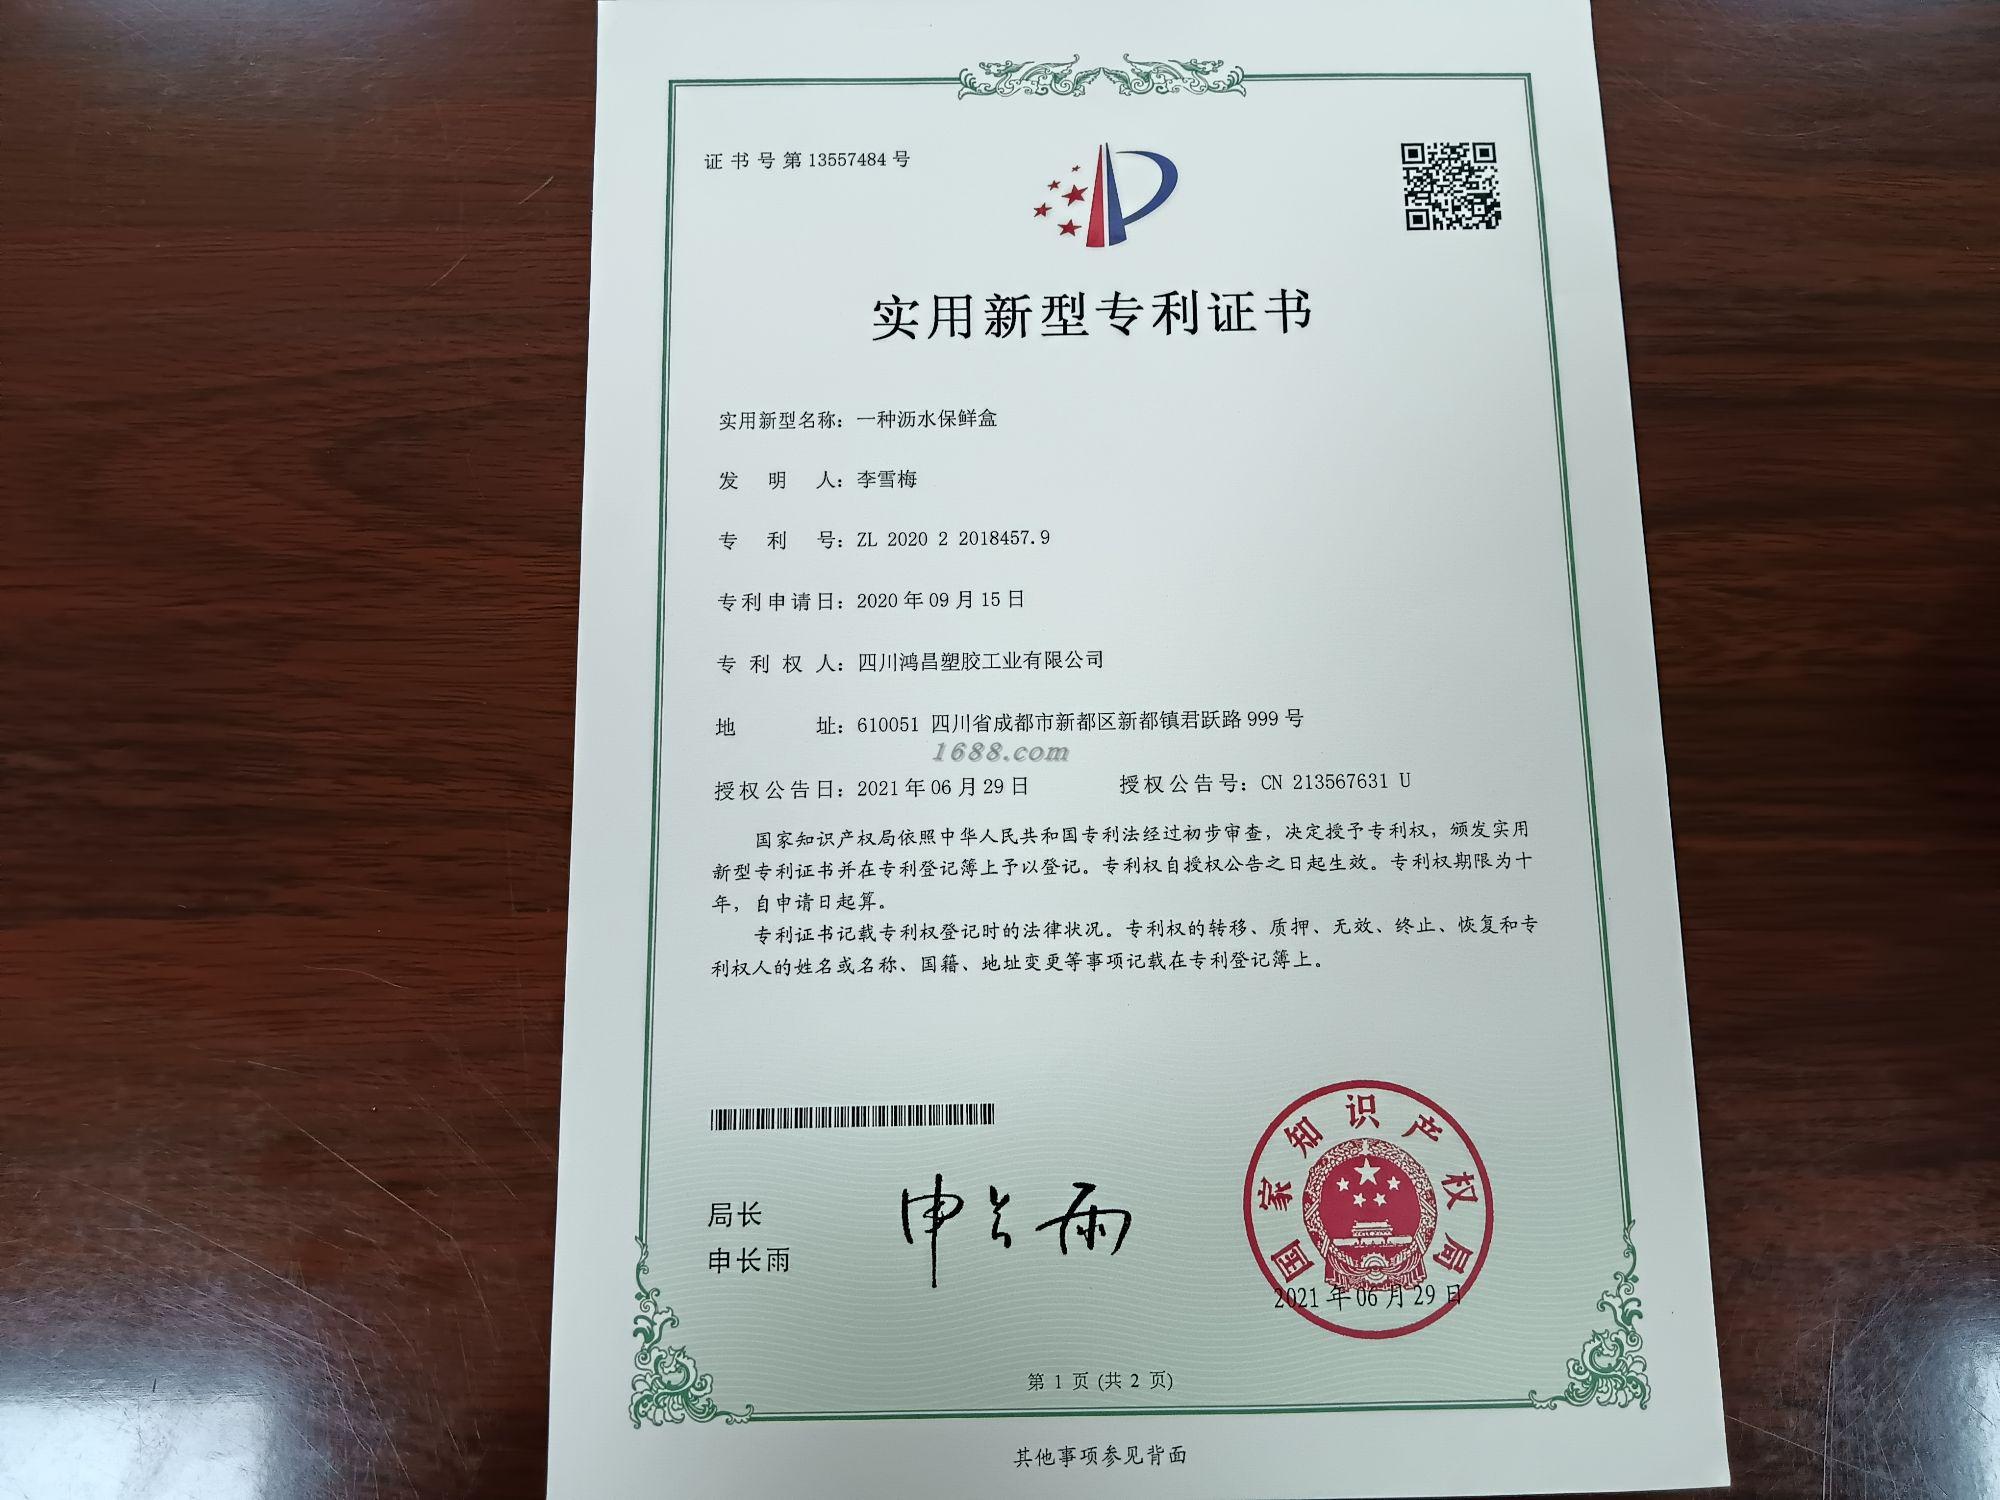 证书号第13557484号
实用新型专利证书
实用新型名称：一种沥水保鲜盒
发明人：李雪梅
专利号：ZL 2020 2 2018457.9
专利申请日：2020年09月15日
专利权人：四川鸿昌塑胶工业有限公司
地址：610051 四川省成都市新都区新都镇君跃路999号
1688.com
授权公告日：2021年06月29日 授权公告号：CN 213567631 U
国家知识产权局依照中华人民共和国专利法经过初步审查，决定授予专利权，颁发实用
新型专利证书并在专利登记簿上予以登记。专利权自授权公告之日起生效。专利权期限为十
年，自申请日起算。
专利证书记载专利权登记时的法律状况。专利权的转移、质押、无效、终止、恢复和专
利权人的姓名或名称、国籍、地址变更等事项记载在专利登记簿上。
局长
申长雨
申长雨
国家知识产权局
2021年06月29日
第 1 页 (共 2 页)
其他事项参见背面